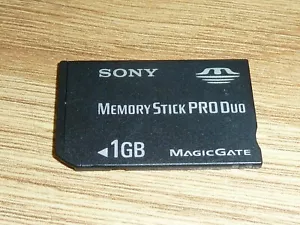 SONY
MEMORY STICK PRO DUO
◄1GB
MAGICGATE